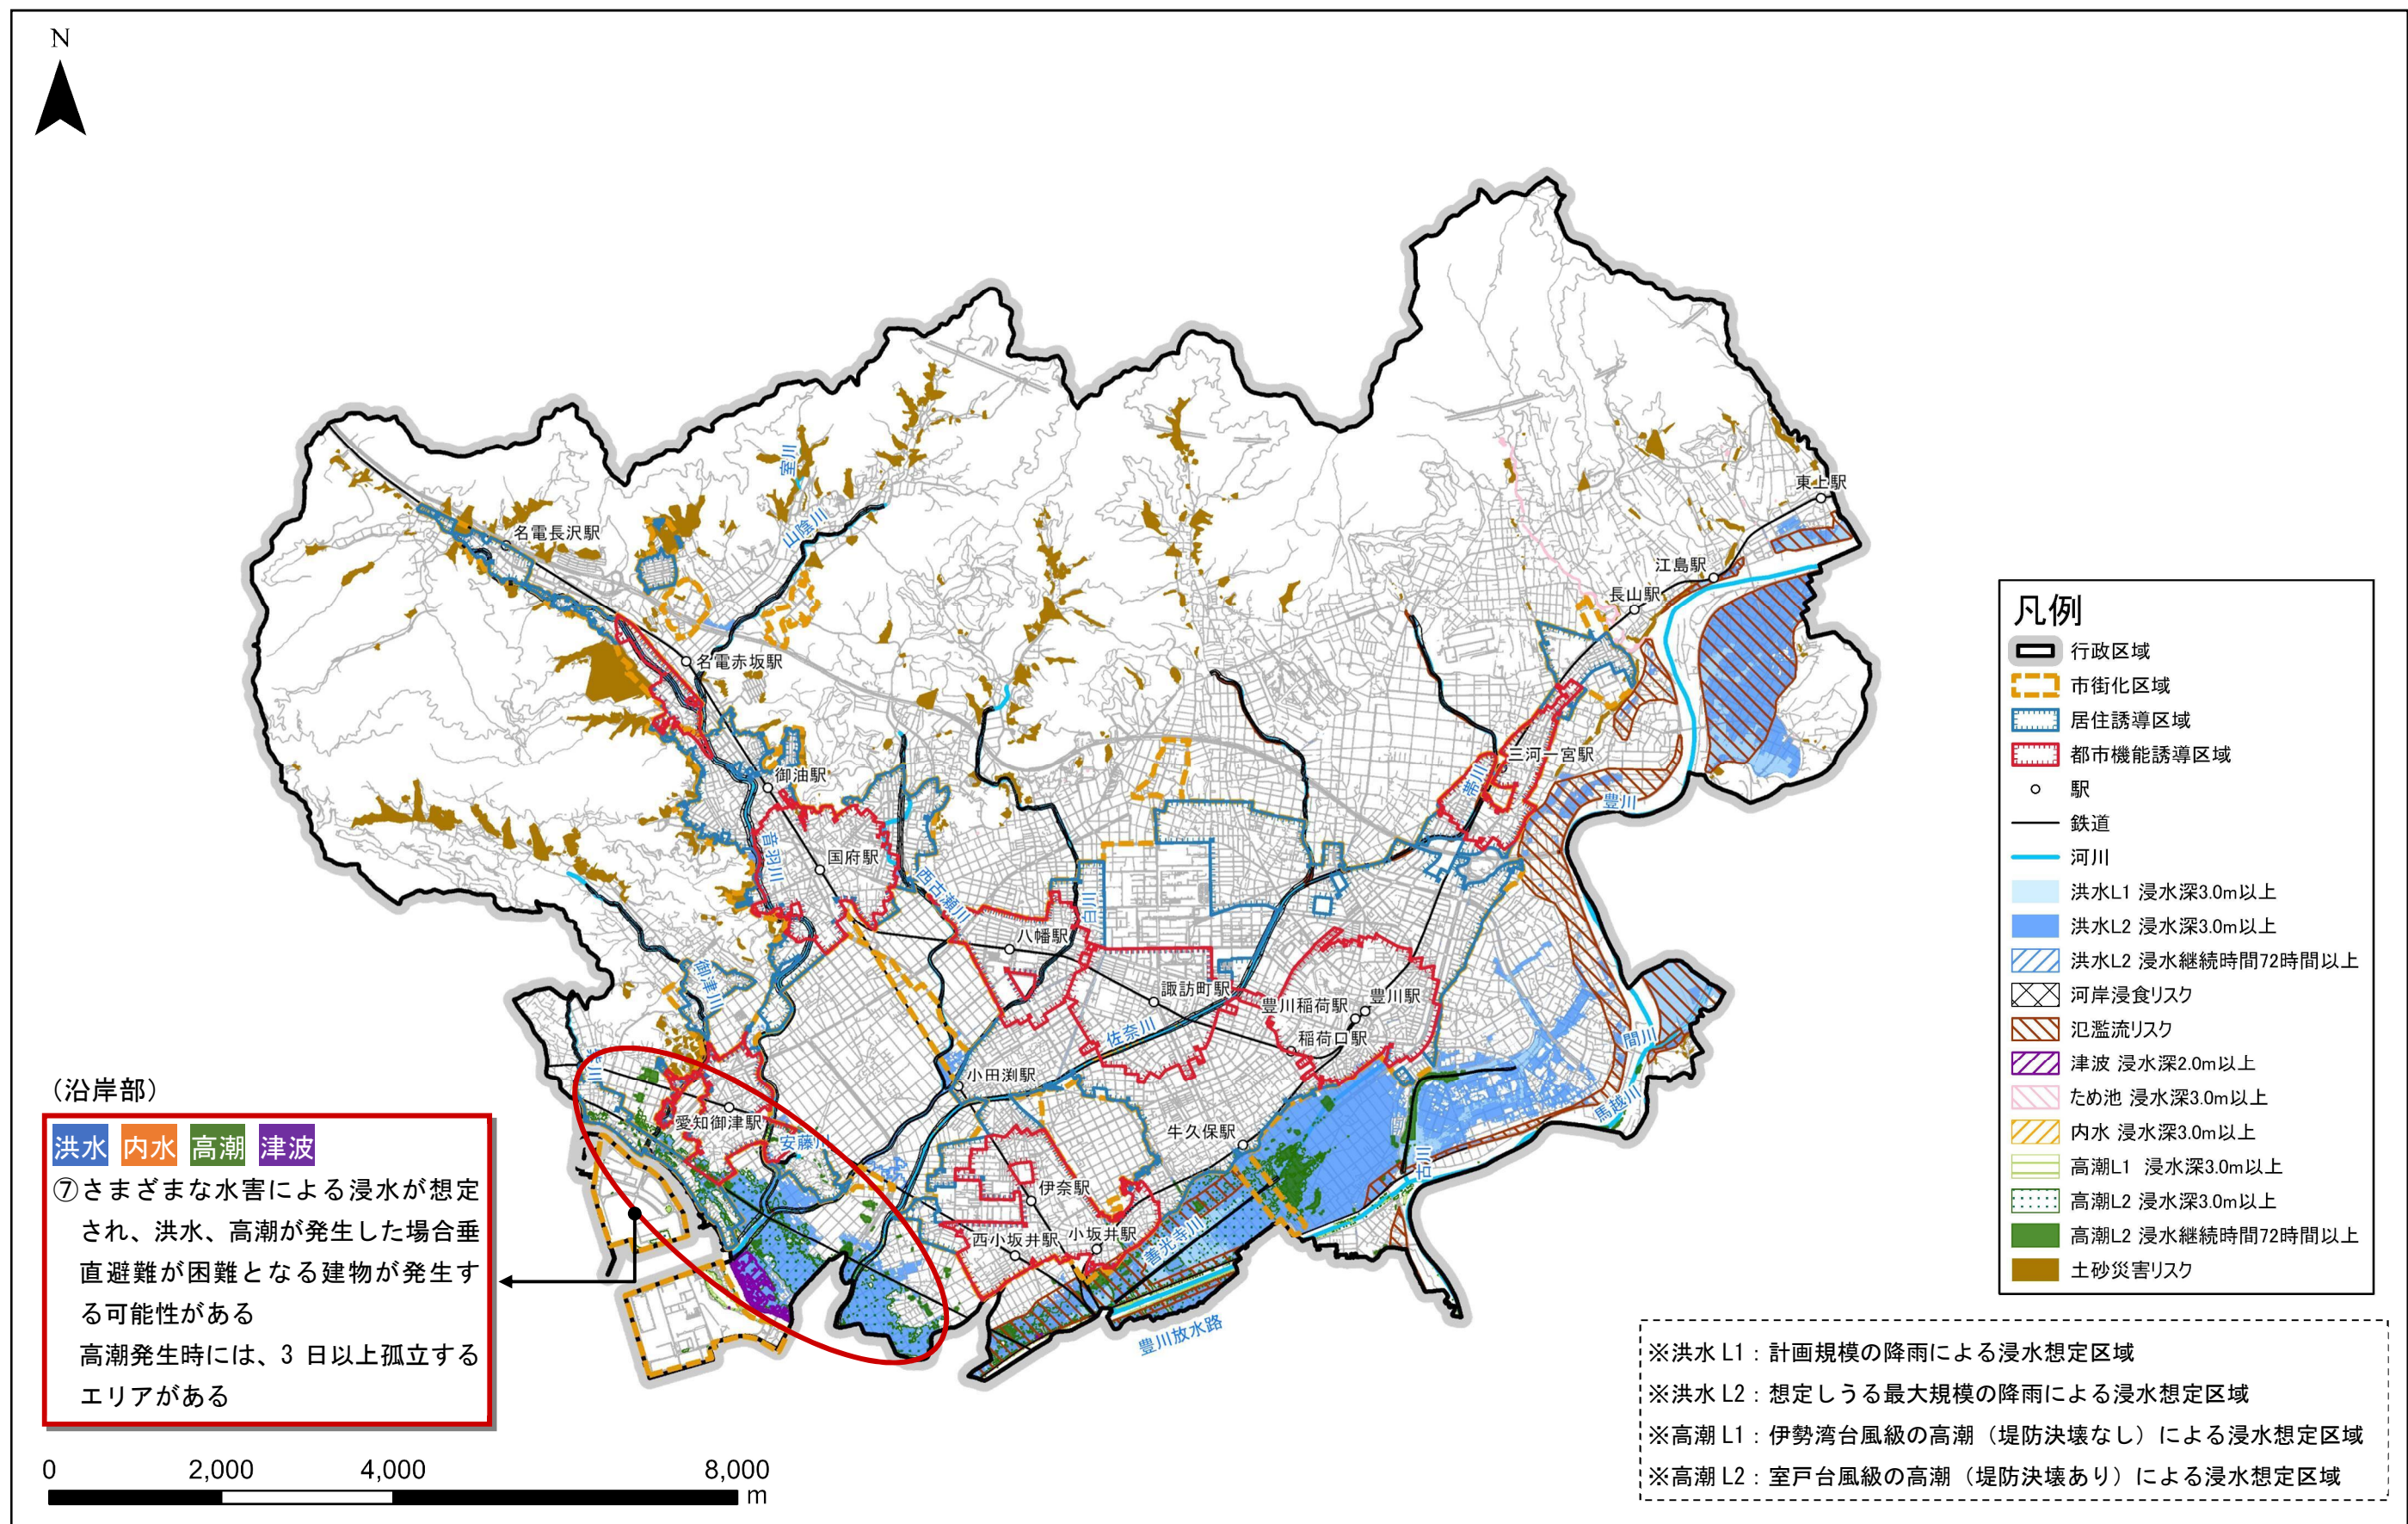 N
室川
山陰川
東上駅
名電長沢駅
江島駅
長山駅
名電赤坂駅
三河一宮駅
御油駅
帯川
豊川
音羽川
国府駅
西古瀬川
白川
八幡駅
御津川
諏訪町駅
豊川稲荷駅
豊川駅
佐奈川
稲荷口駅
間川
小田渕駅
馬越川
愛知御津駅
安藤川
牛久保駅
古川
伊奈駅
西小坂井駅
小坂井駅
善光寺川
豊川放水路
(沿岸部)
洪水 内水 高潮 津波
⑦さまざまな水害による浸水が想定
され、洪水、高潮が発生した場合垂
直避難が困難となる建物が発生す
る可能性がある
高潮発生時には、3 日以上孤立する
エリアがある
0 2,000 4,000 8,000
m
凡例
行政区域
市街化区域
居住誘導区域
都市機能誘導区域
駅
鉄道
河川
洪水L1 浸水深3.0m以上
洪水L2 浸水深3.0m以上
洪水L2 浸水継続時間72時間以上
河岸浸食リスク
氾濫流リスク
津波 浸水深2.0m以上
ため池 浸水深3.0m以上
内水 浸水深3.0m以上
高潮L1 浸水深3.0m以上
高潮L2 浸水深3.0m以上
高潮L2 浸水継続時間72時間以上
土砂災害リスク
※洪水 L1：計画規模の降雨による浸水想定区域
※洪水 L2：想定しうる最大規模の降雨による浸水想定区域
※高潮 L1：伊勢湾台風級の高潮（堤防決壊なし）による浸水想定区域
※高潮 L2：室戸台風級の高潮（堤防決壊あり）による浸水想定区域